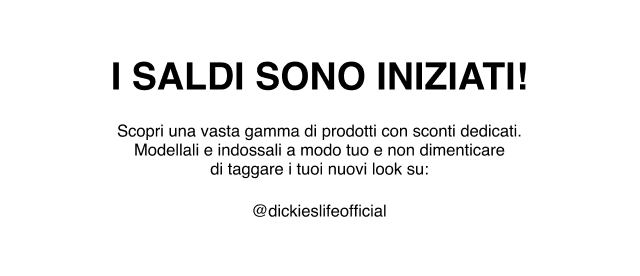 I SALDI SONO INIZIATI!
Scopri una vasta gamma di prodotti con sconti dedicati.
Modellali e indossali a modo tuo e non dimenticare
di taggare i tuoi nuovi look su:
@dickieslifeofficial